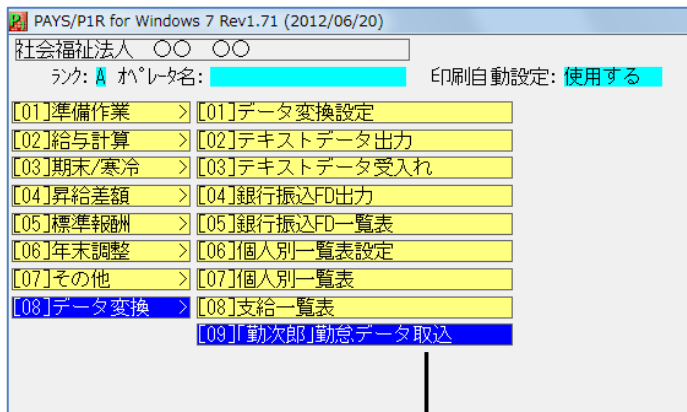 PAYS/P1R for Windows 7 Rev1.71 (2012/06/20)
社会福祉法人　○○　○○
ﾗﾝｸ: A ｵﾍﾟﾚｰﾀ名: 印刷自動設定: 使用する
[01]準備作業 > [01]データ変換設定
[02]給与計算 > [02]テキストデータ出力
[03]期末/寒冷 > [03]テキストデータ受入れ
[04]昇給差額 > [04]銀行振込FD出力
[05]標準報酬 > [05]銀行振込FD一覧表
[06]年末調整 > [06]個人別一覧表設定
[07]その他 > [07]個人別一覧表
[08]データ変換 > [08]支給一覧表
[09]｢勤次郎｣勤怠データ取込